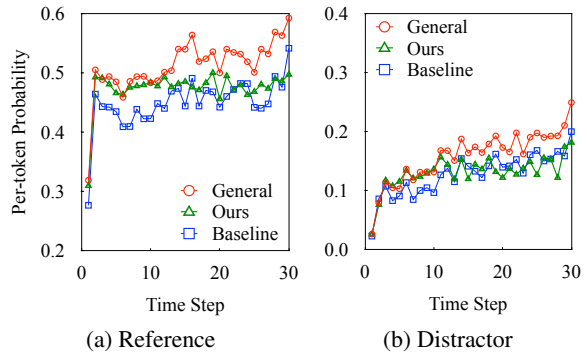 Per-token Probability
0.6
0.5
0.4
0.3
0.2
General
Ours
Baseline
0 10 20 30
Time Step
(a) Reference
0.4
0.3
0.2
0.1
0.0
General
Ours
Baseline
0 10 20 30
Time Step
(b) Distractor